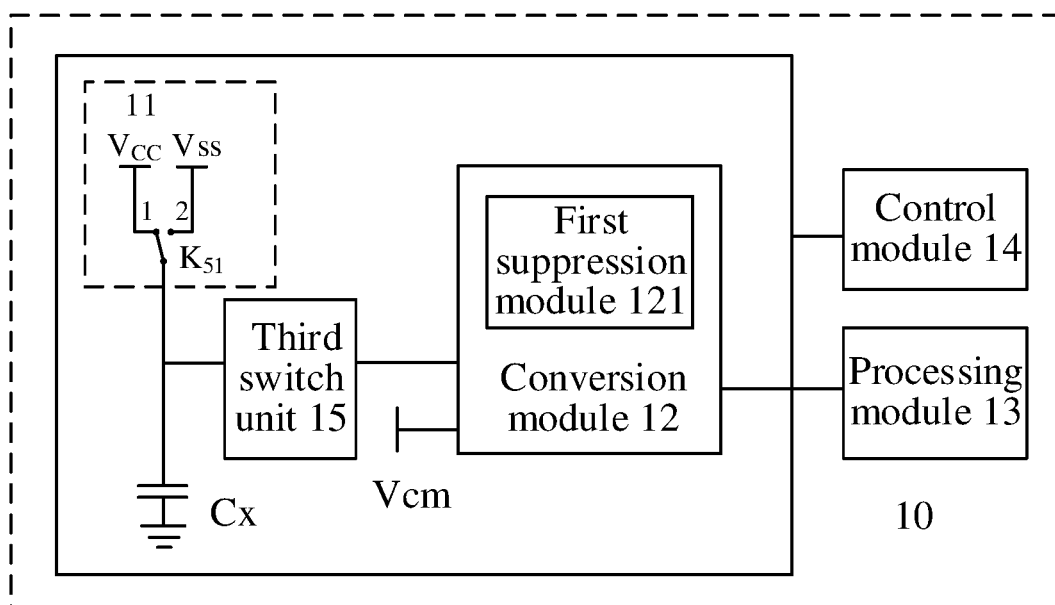 11
VCC Vss
1 2
K51
First
suppression
module 121
Conversion
module 12
Third
switch
unit 15
Vcm
Cx
Control
module 14
Processing
module 13
10